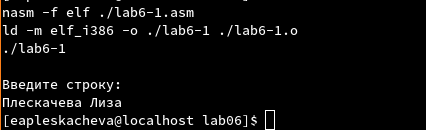 nasm -f elf ./lab6-1.asm
ld -m elf_i386 -o ./lab6-1 ./lab6-1.o
./lab6-1
Введите строку:
Плескачева Лиза
[eapleskacheva@localhost lab06]$